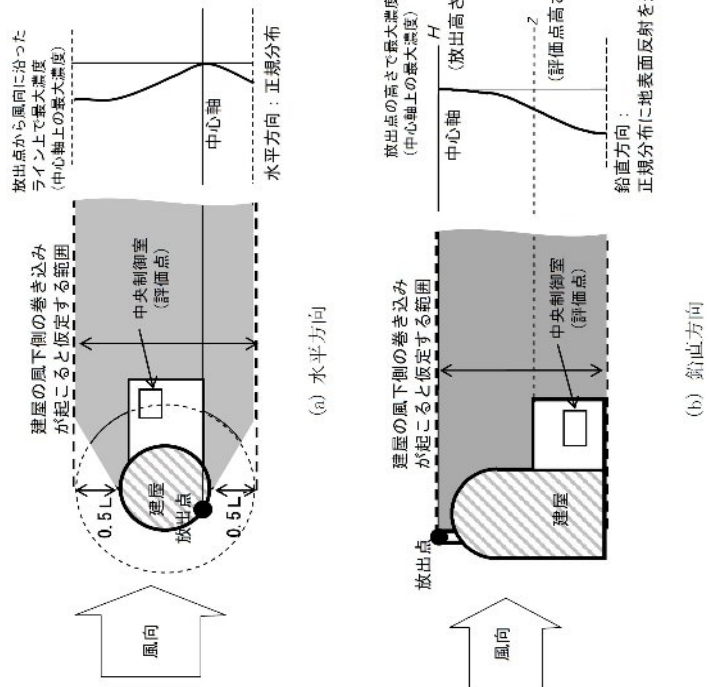 建屋の風下側の巻き込み
が起こると仮定する範囲
放出点から風向に沿った
ライン上で最大濃度
(中心軸上の最大濃度)
0.5L
建屋
放出点
0.5L
風向
中央制御室
(評価点)
中心軸
水平方向：正規分布
(a) 水平方向
建屋の風下側の巻き込み
が起こると仮定する範囲
放出点の高さで最大濃度
(中心軸上の最大濃度)
放出点
H
(放出高さ
中心軸
Z
(評価点高さ
中央制御室
(評価点)
建屋
風向
鉛直方向：
正規分布に地表面反射を
(b) 鉛直方向